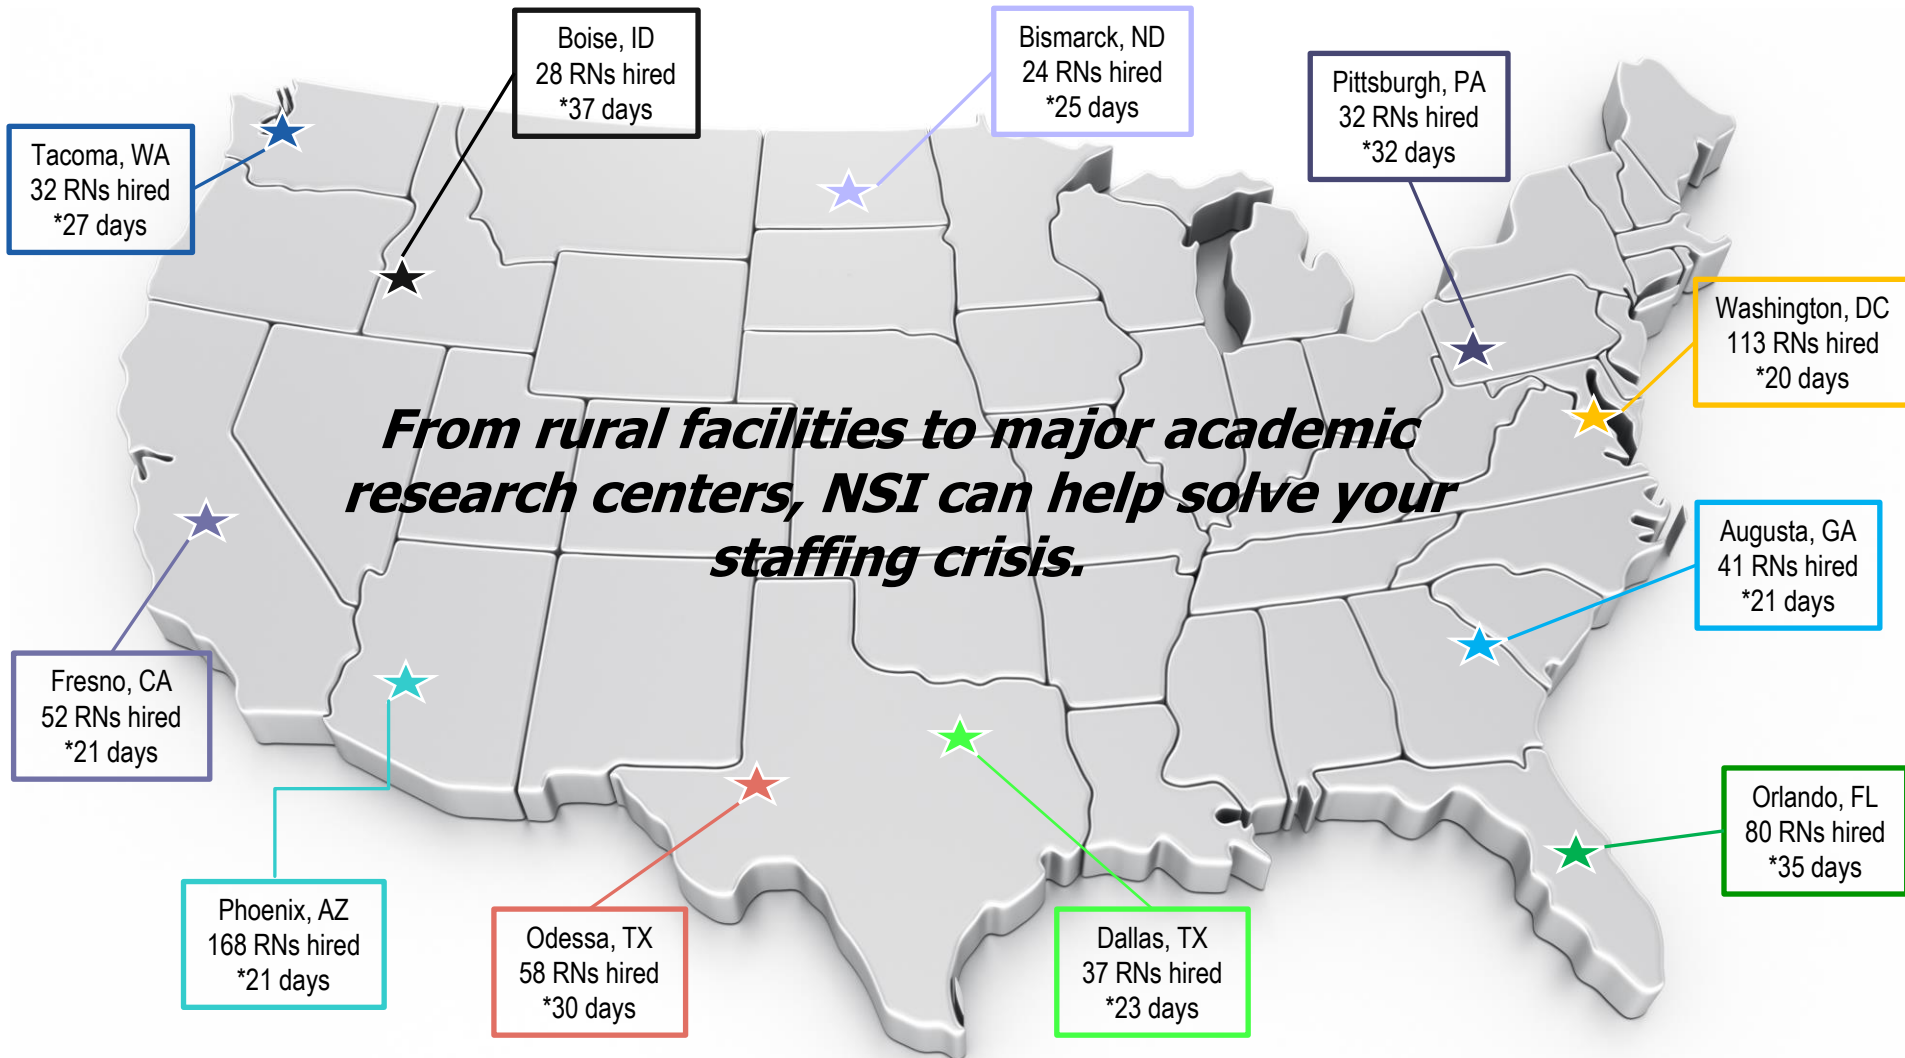 Boise, ID
28 RNs hired
*37 days
Bismarck, ND
24 RNs hired
*25 days
Pittsburgh, PA
32 RNs hired
*32 days
Tacoma, WA
32 RNs hired
*27 days
Washington, DC
113 RNs hired
*20 days
From rural facilities to major academic
research centers, NSI can help solve your
staffing crisis.
Augusta, GA
41 RNs hired
*21 days
Fresno, CA
52 RNs hired
*21 days
Orlando, FL
80 RNs hired
*35 days
Phoenix, AZ
168 RNs hired
*21 days
Odessa, TX
58 RNs hired
*30 days
Dallas, TX
37 RNs hired
*23 days